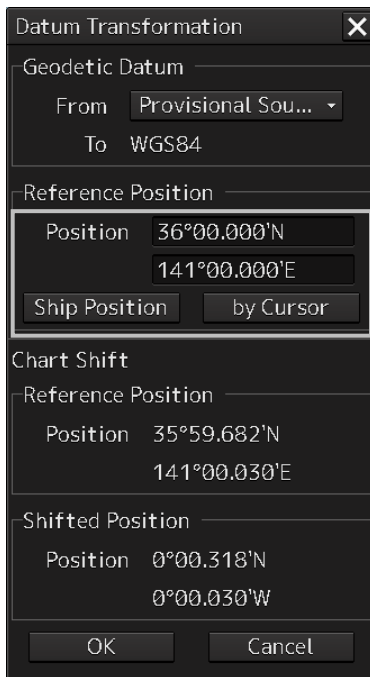 Datum Transformation
Geodetic Datum
From Provisional Sou...
To WGS84
Reference Position
Position 36°00.000'N
141°00.000'E
Ship Position by Cursor
Chart Shift
Reference Position
Position 35°59.682'N
141°00.030'E
Shifted Position
Position 0°00.318'N
0°00.030'W
OK Cancel